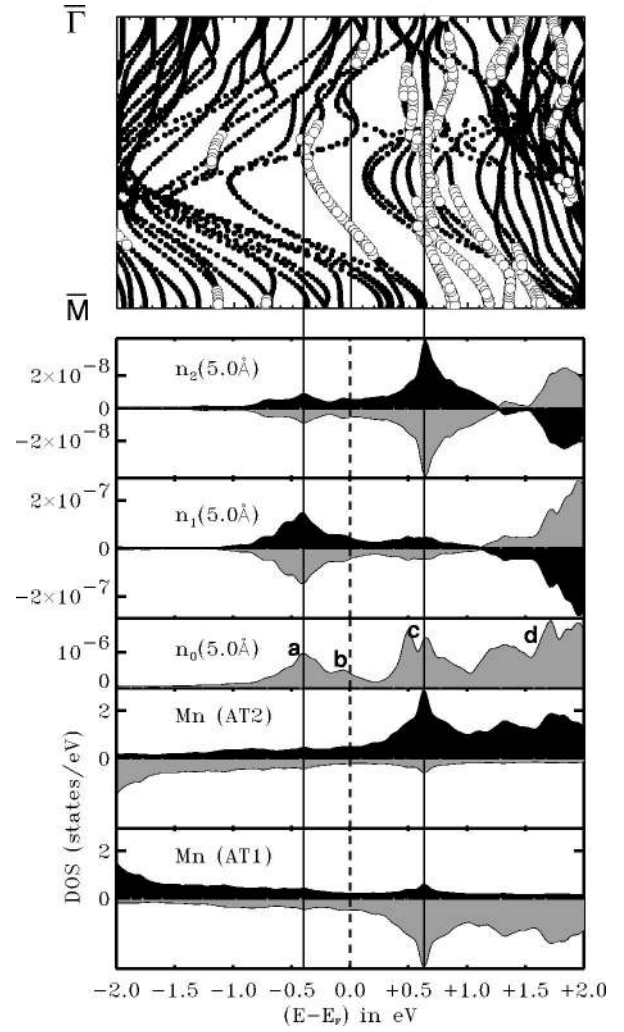 Γ̅
M̅
n₂(5.0Å)
2×10⁻⁸
0
−2×10⁻⁸
n₁(5.0Å)
2×10⁻⁷
0
−2×10⁻⁷
n₀(5.0Å)
10⁻⁶
0
a b c d
Mn (AT2)
2
0
Mn (AT1)
2
0
DOS (states/eV)
−2.0 −1.5 −1.0 −0.5 0.0 +0.5 +1.0 +1.5 +2.0
(E−E_F) in eV